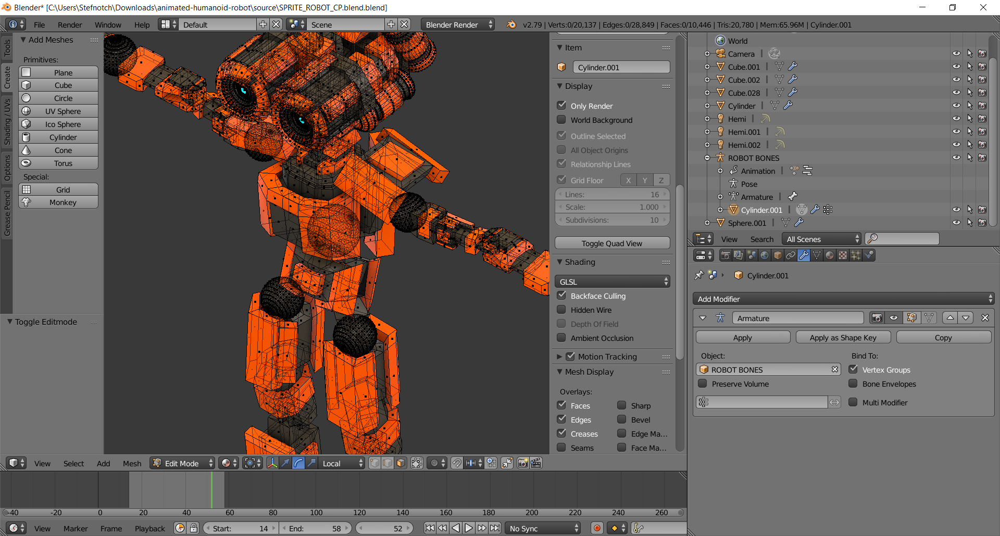 Blender* [C:\Users\Stefnotch\Downloads\animated-humanoid-robot\source\SPRITE_ROBOT_CP.blend.blend]
File Render Window Help Default Scene Blender Render v2.79 | Verts:0/20,137 | Edges:0/28,849 | Faces:0/10,446 | Tris:20,780 | Mem:65.96M | Cylinder.001
Tools
Create
Shading / UVs
Options
Grease Pencil
Add Meshes
Primitives:
Plane
Cube
Circle
UV Sphere
Ico Sphere
Cylinder
Cone
Torus
Special:
Grid
Monkey
Toggle Editmode
Item
Cylinder.001
Display
Only Render
World Background
Outline Selected
All Object Origins
Relationship Lines
Grid Floor X Y Z
Lines: 16
Scale: 1.000
Subdivisions: 10
Toggle Quad View
Shading
GLSL
Backface Culling
Hidden Wire
Depth Of Field
Ambient Occlusion
Motion Tracking
Mesh Display
Overlays:
Faces Sharp
Edges Bevel
Creases Edge Ma...
Seams Face Ma...
World
Camera
Cube.001
Cube.002
Cube.028
Cylinder
Hemi
Hemi.001
Hemi.002
ROBOT BONES
Animation
Pose
Armature
Cylinder.001
Sphere.001
View Search All Scenes
Cylinder.001
Add Modifier
Armature
Apply Apply as Shape Key Copy
Object: Bind To:
ROBOT BONES Vertex Groups
Preserve Volume Bone Envelopes
Multi Modifier
View Select Add Mesh Edit Mode Local
-40 -20 0 20 40 60 80 100 120 140 160 180 200 220 240 260
View Marker Frame Playback Start: 14 End: 58 52 No Sync